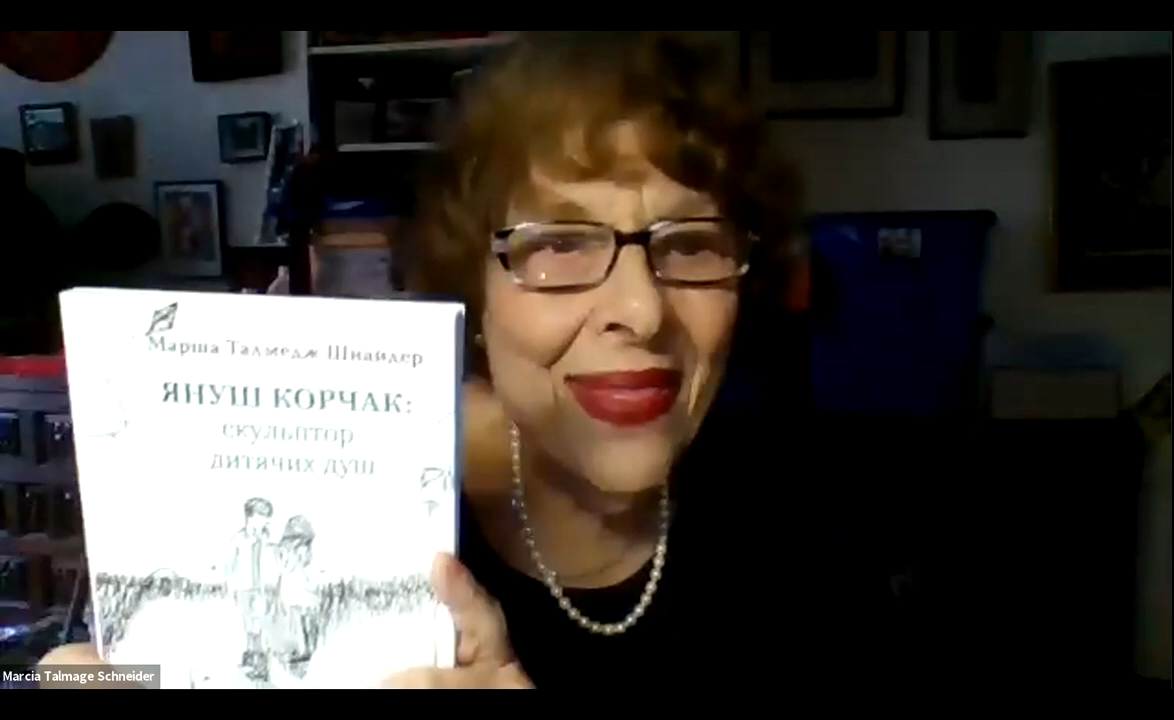 Марша Талмедж Шнайдер
ЯНУШ КОРЧАК:
скульптор
дитячих душ
Marcia Talmage Schneider